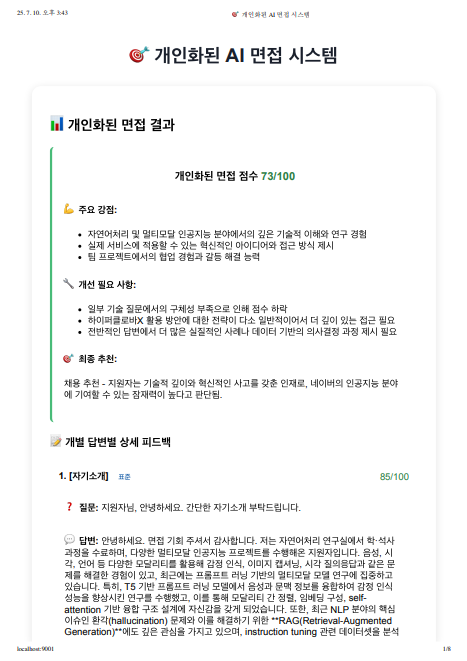 25. 7. 10. 오후 3:43
🎯 개인화된 AI 면접 시스템
🎯 개인화된 AI 면접 시스템
📊 개인화된 면접 결과
개인화된 면접 점수 73/100
💪 주요 강점:
• 자연어처리 및 멀티모달 인공지능 분야에서의 깊은 기술적 이해와 연구 경험
• 실제 서비스에 적용할 수 있는 혁신적인 아이디어와 접근 방식 제시
• 팀 프로젝트에서의 협업 경험과 갈등 해결 능력
🔧 개선 필요 사항:
• 일부 기술 질문에서의 구체성 부족으로 인해 점수 하락
• 하이퍼클로바X 활용 방안에 대한 전략이 다소 일반적이어서 더 깊이 있는 접근 필요
• 전반적인 답변에서 더 많은 실질적인 사례나 데이터 기반의 의사결정 과정 제시 필요
🎯 최종 추천:
채용 추천 - 지원자는 기술적 깊이와 혁신적인 사고를 갖춘 인재로, 네이버의 인공지능 분야
에 기여할 수 있는 잠재력이 높다고 판단됨.
📝 개별 답변별 상세 피드백
1. [자기소개] 표준
85/100
❓ 질문: 지원자님, 안녕하세요. 간단한 자기소개 부탁드립니다.
💬 답변: 안녕하세요. 면접 기회 주셔서 감사합니다. 저는 자연어처리 연구실에서 학·석사
과정을 수료하며, 다양한 멀티모달 인공지능 프로젝트를 수행해온 지원자입니다. 음성, 시
각, 언어 등 다양한 모달리티를 활용해 감정 인식, 이미지 캡셔닝, 시각 질의응답과 같은 문
제를 해결한 경험이 있고, 최근에는 프롬프트 러닝 기반의 멀티모달 모델 연구에 집중하고
있습니다. 특히, T5 기반 프롬프트 러닝 모델에서 음성과 문맥 정보를 융합하여 감정 인식
성능을 향상시킨 연구를 수행했고, 이를 통해 모달리티 간 정렬, 임베딩 구성, self-
attention 기반 융합 구조 설계에 자신감을 갖게 되었습니다. 또한, 최근 NLP 분야의 핵심
이슈인 환각(hallucination) 문제와 이를 해결하기 위한 **RAG(Retrieval-Augmented
Generation)**에도 깊은 관심을 가지고 있으며, instruction tuning 관련 데이터셋을 분석
localhost:9001
1/8